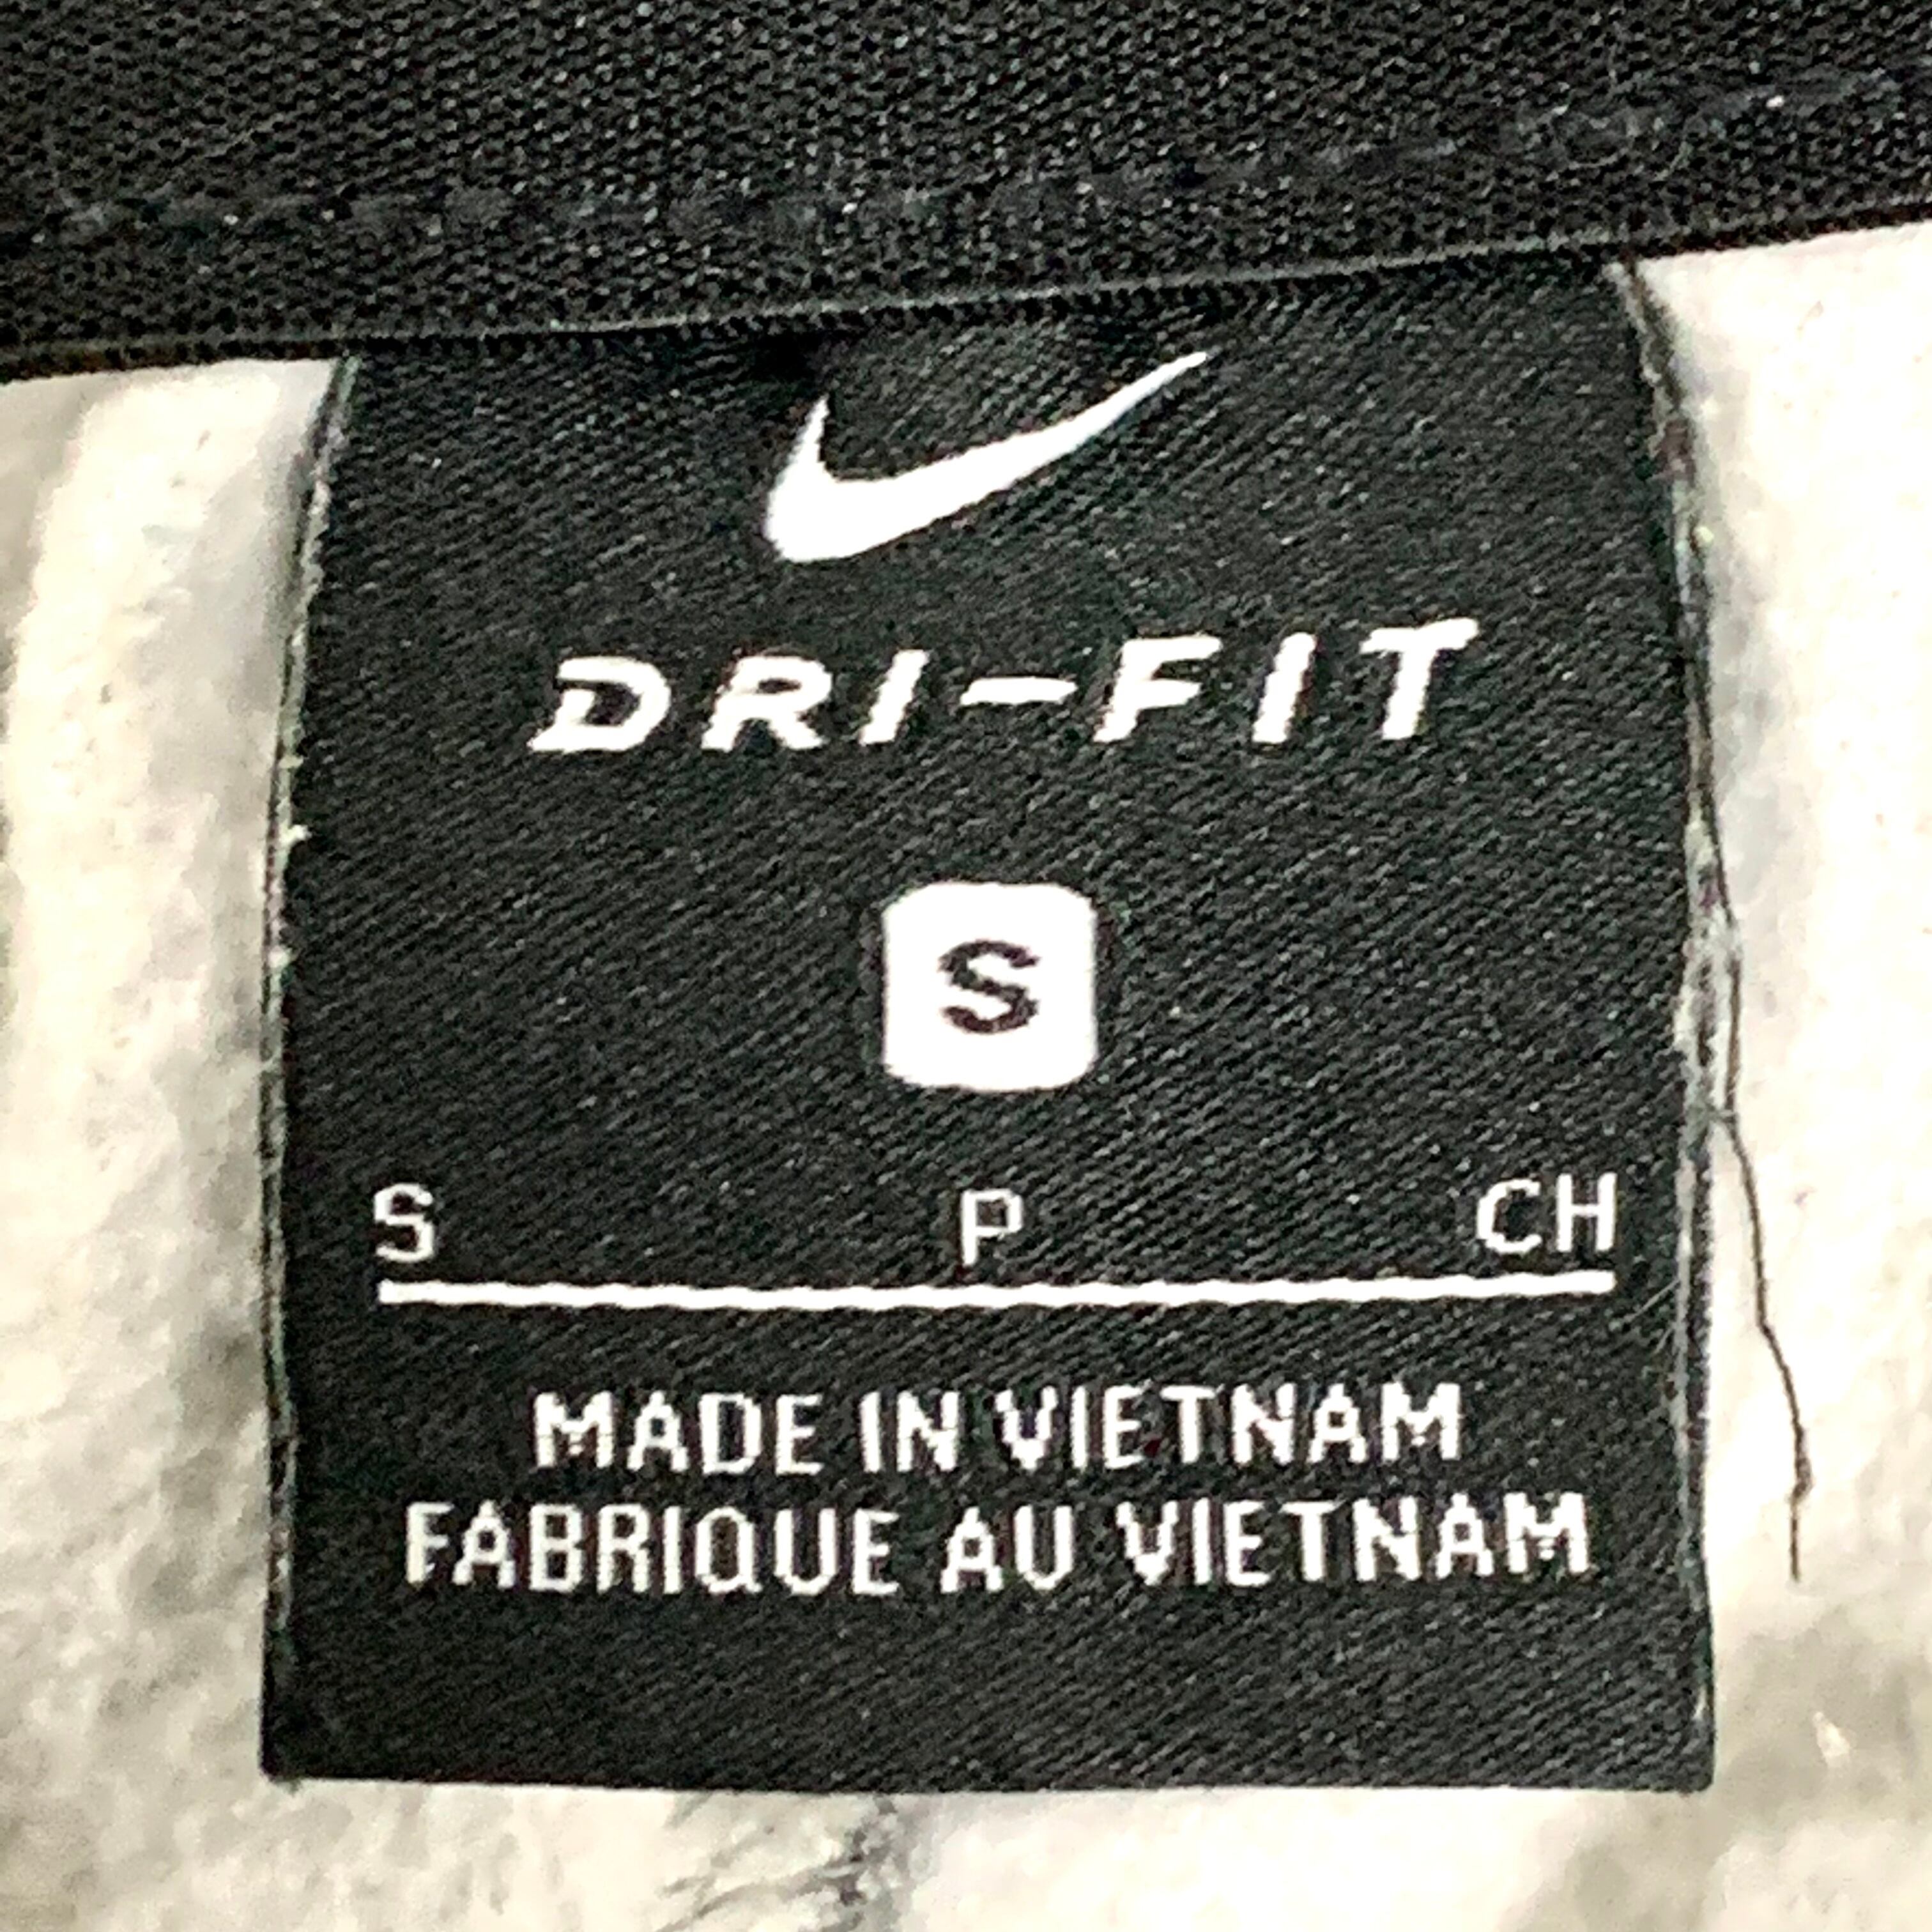 DRI-FIT
S
S P CH
MADE IN VIETNAM
FABRIQUE AU VIETNAM